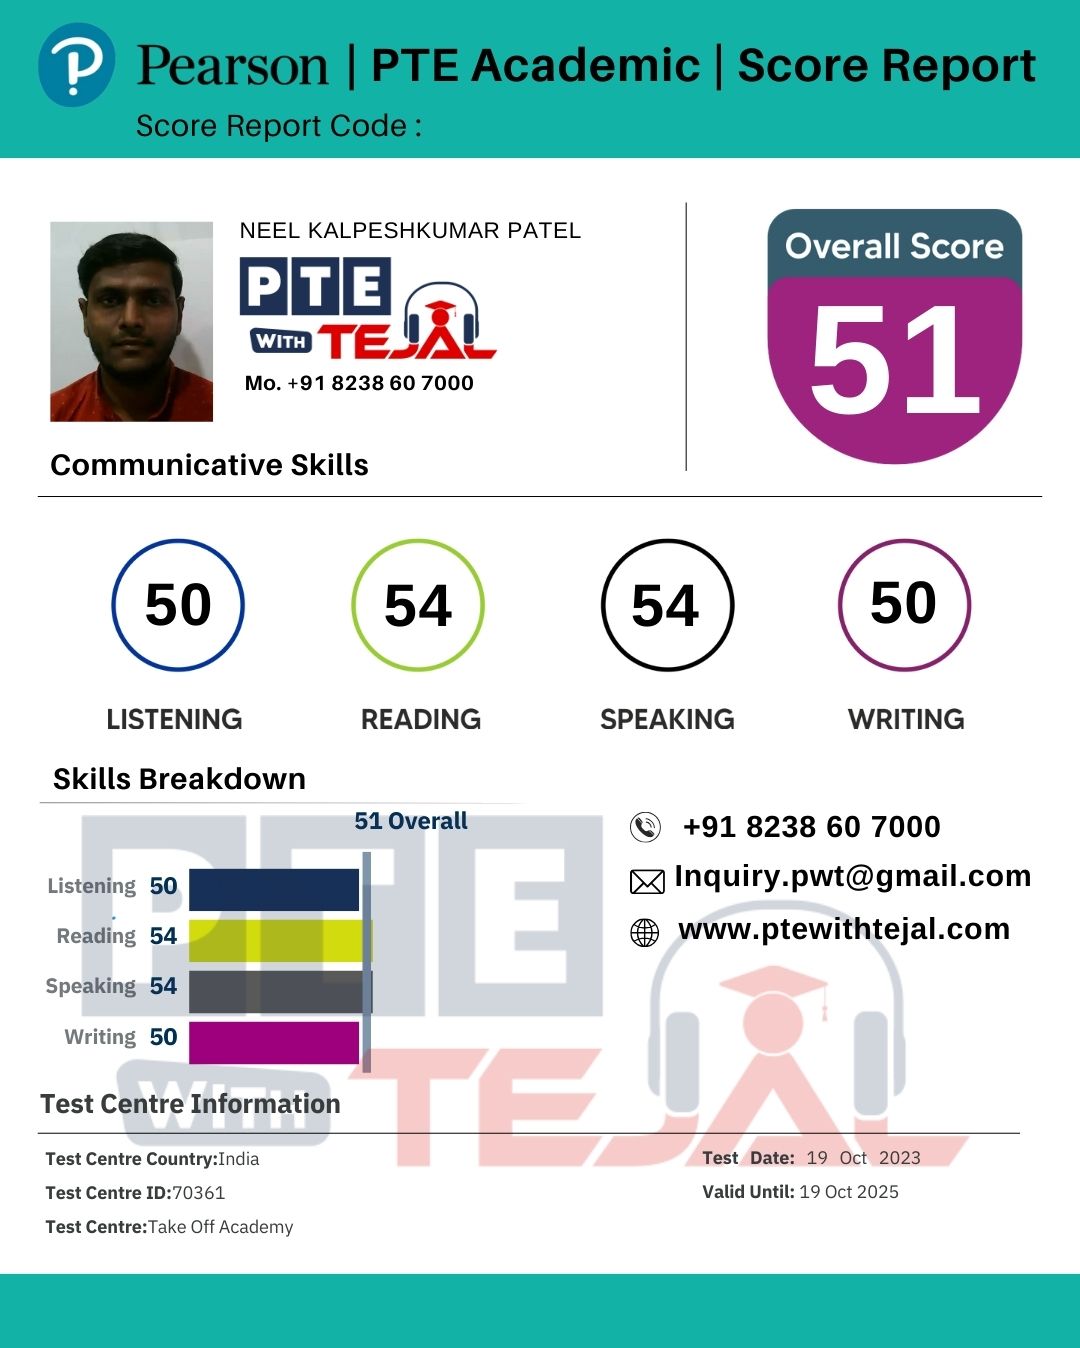 Pearson | PTE Academic | Score Report
Score Report Code :
NEEL KALPESHKUMAR PATEL
PTE
WITH TEJAL
Mo. +91 8238 60 7000
Overall Score
51
Communicative Skills
50 54 54 50
LISTENING READING SPEAKING WRITING
Skills Breakdown
51 Overall
Listening 50
Reading 54
Speaking 54
Writing 50
+91 8238 60 7000
Inquiry.pwt@gmail.com
www.ptewithtejal.com
PTE
WITH TEJAL
Test Centre Information
Test Centre Country:India
Test Centre ID:70361
Test Centre:Take Off Academy
Test Date: 19 Oct 2023
Valid Until: 19 Oct 2025